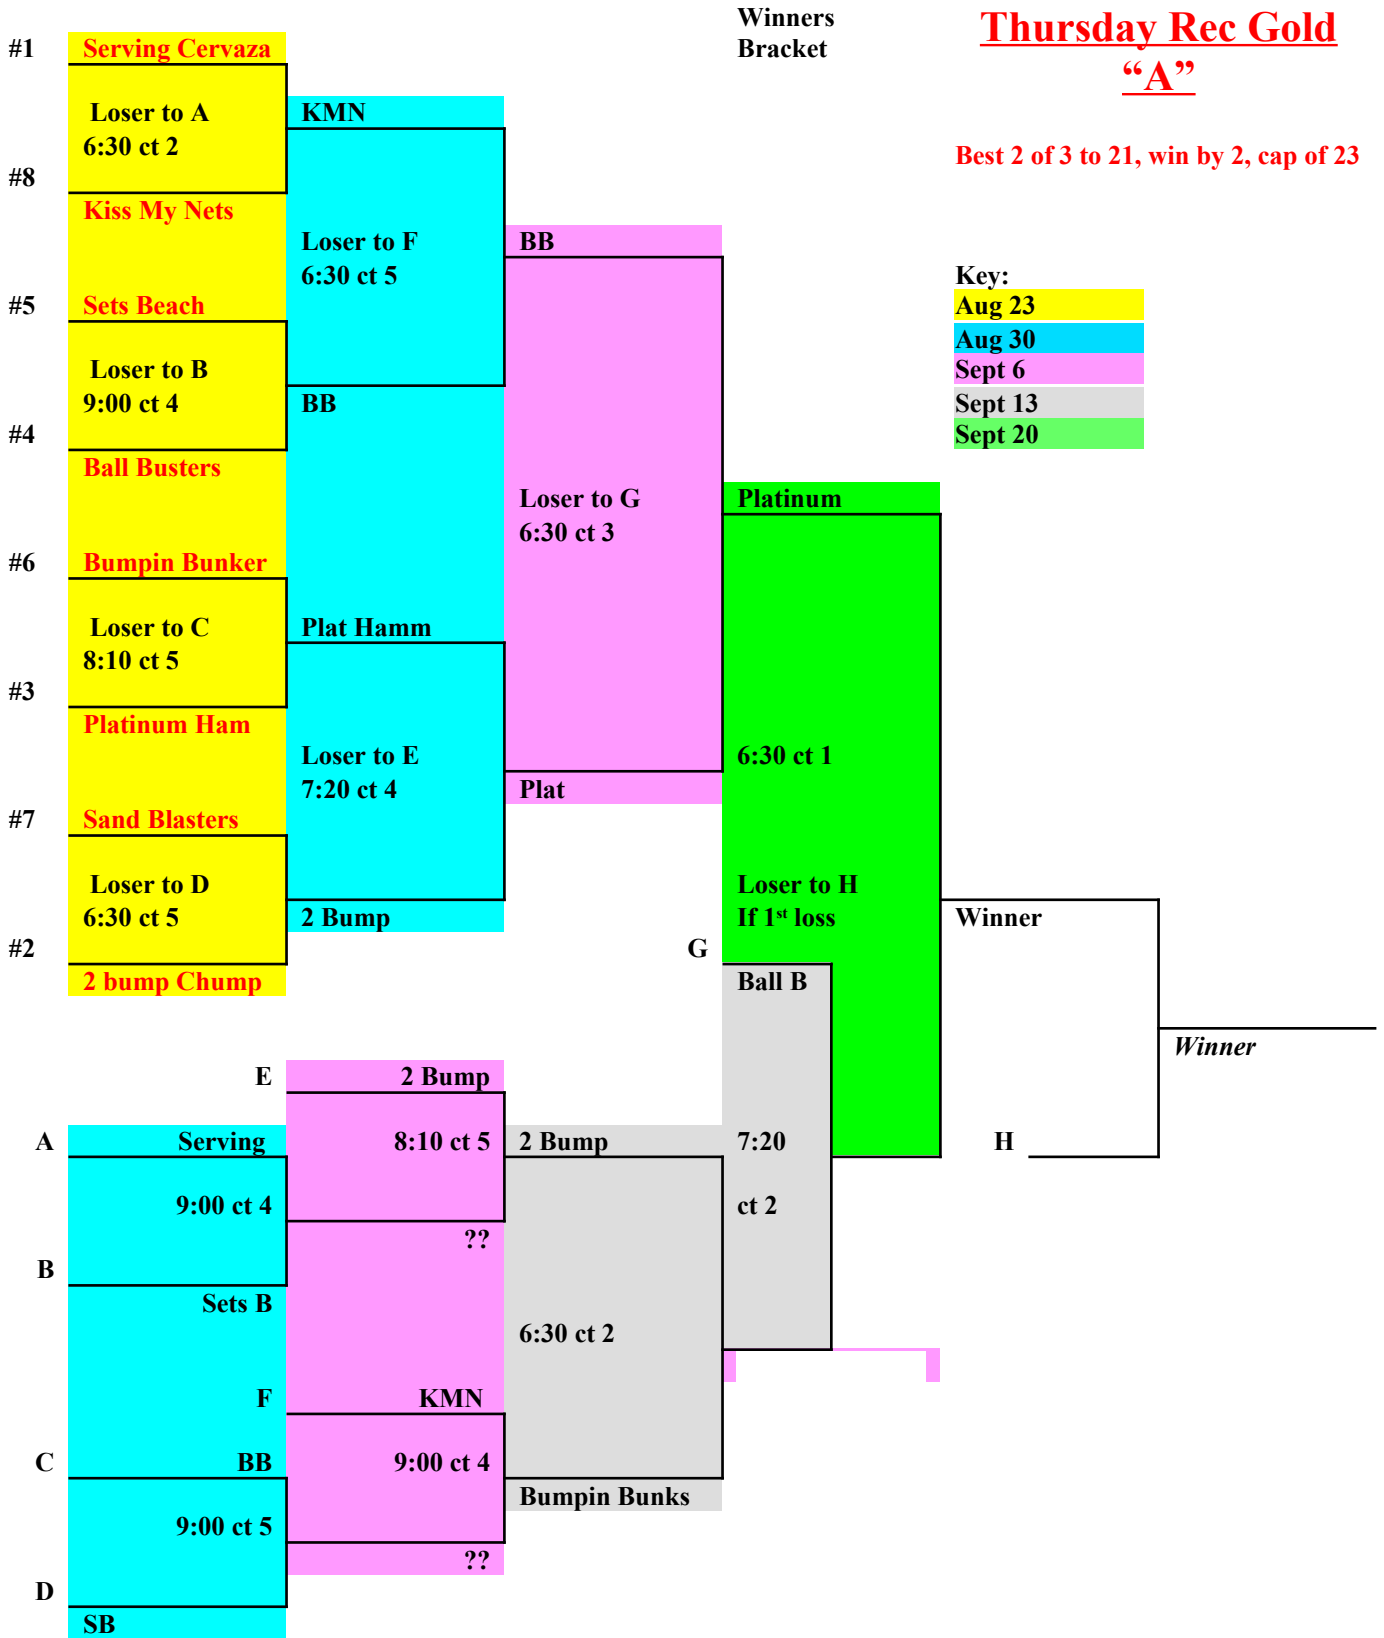 Winners
Bracket
Thursday Rec Gold
“A”
Best 2 of 3 to 21, win by 2, cap of 23
Key:
Aug 23
Aug 30
Sept 6
Sept 13
Sept 20
#1
Serving Cervaza
Loser to A
6:30 ct 2
#8
Kiss My Nets
#5
Sets Beach
Loser to B
9:00 ct 4
#4
Ball Busters
#6
Bumpin Bunker
Loser to C
8:10 ct 5
#3
Platinum Ham
#7
Sand Blasters
Loser to D
6:30 ct 5
#2
2 bump Chump
KMN
Loser to F
6:30 ct 5
BB
Plat Hamm
Loser to E
7:20 ct 4
2 Bump
BB
Loser to G
6:30 ct 3
Plat
Platinum
6:30 ct 1
Loser to H
If 1st loss
Winner
Winner
H
G
Ball B
7:20
ct 2
E
2 Bump
8:10 ct 5
??
A
Serving
9:00 ct 4
B
Sets B
F
KMN
9:00 ct 4
??
C
BB
9:00 ct 5
D
SB
2 Bump
6:30 ct 2
Bumpin Bunks